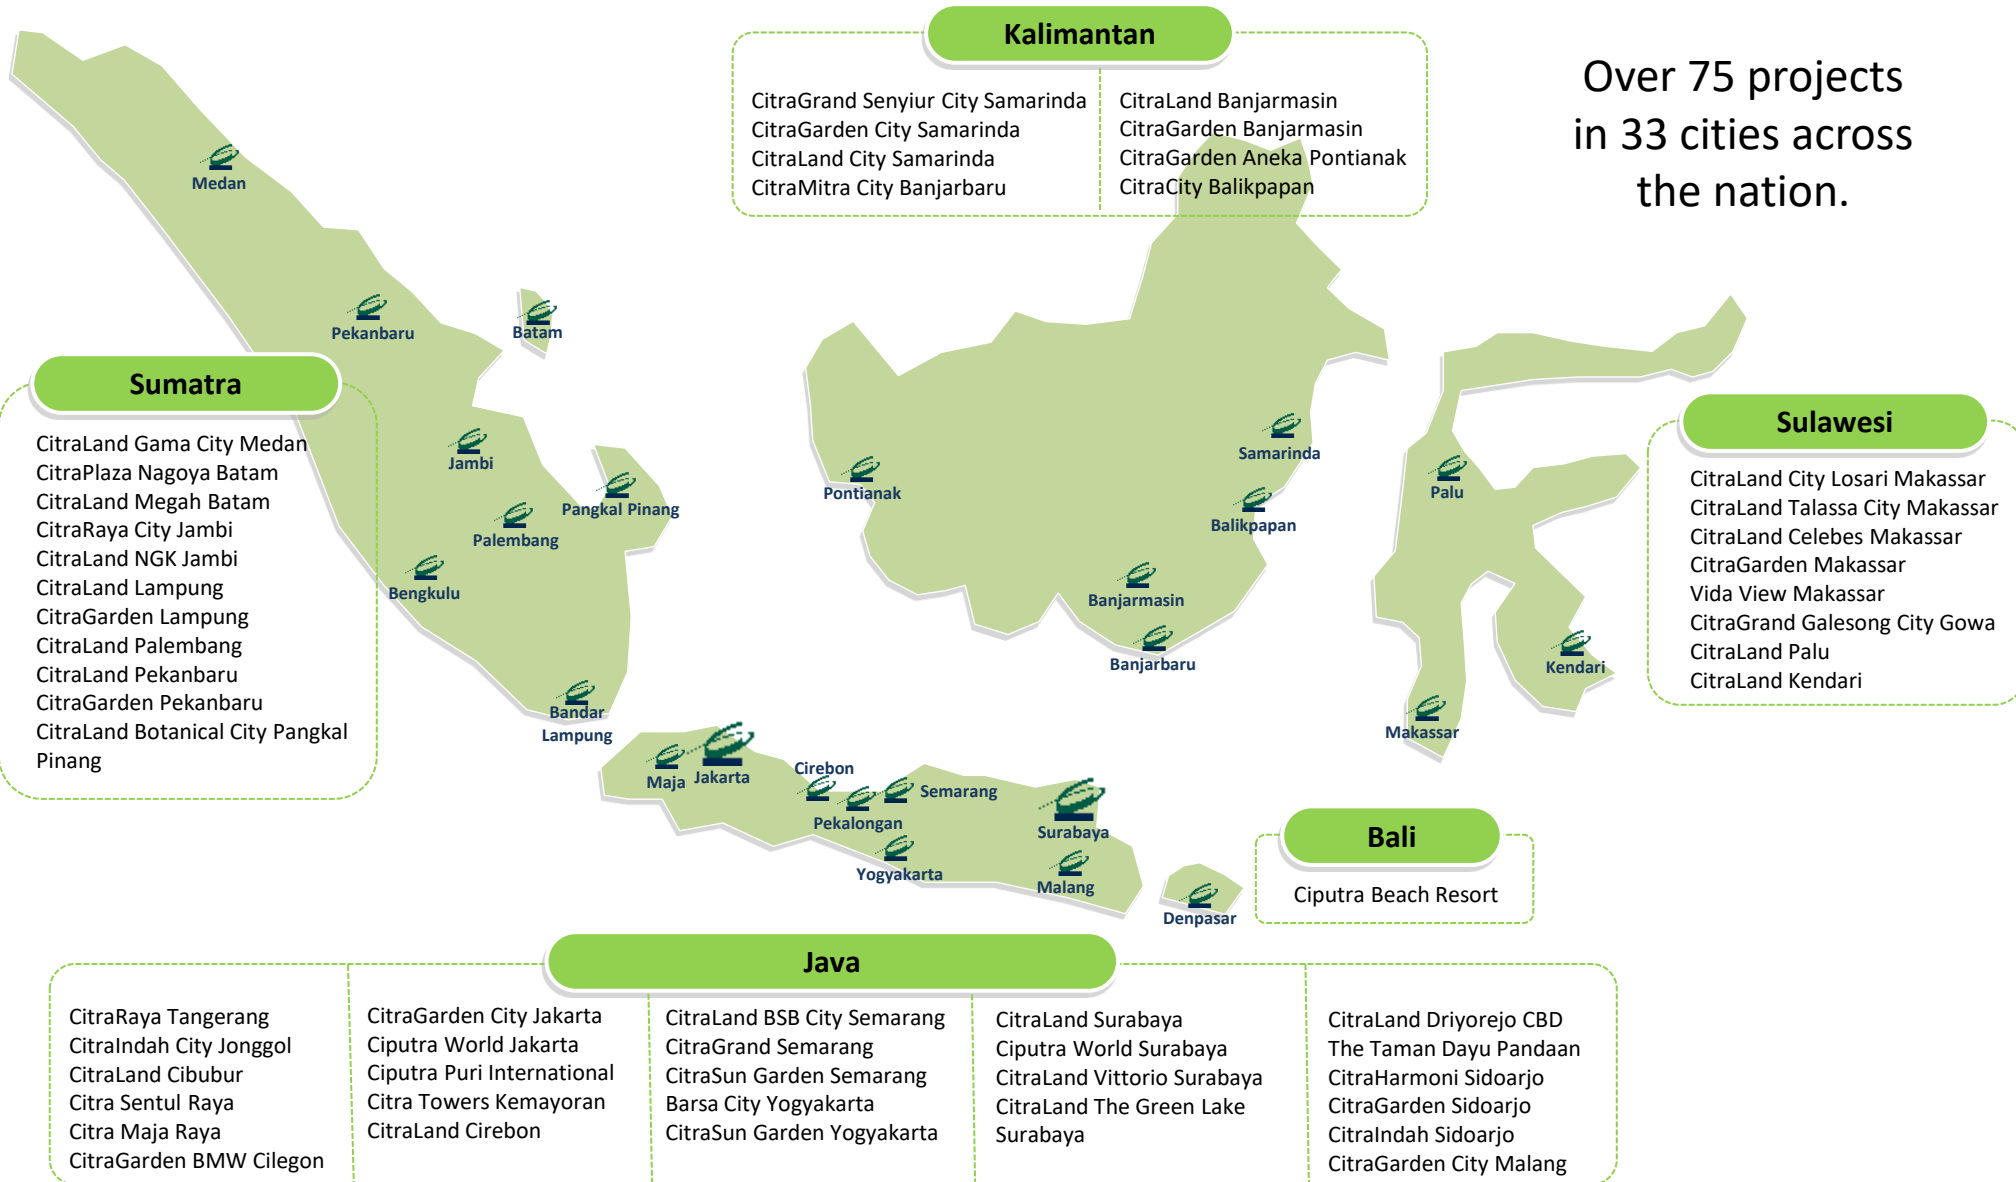 Kalimantan
CitraGrand Senyiur City Samarinda
CitraGarden City Samarinda
CitraLand City Samarinda
CitraMitra City Banjarbaru
CitraLand Banjarmasin
CitraGarden Banjarmasin
CitraGarden Aneka Pontianak
CitraCity Balikpapan
Over 75 projects
in 33 cities across
the nation.
Medan
Pekanbaru
Batam
Jambi
Pangkal Pinang
Palembang
Bengkulu
Bandar
Lampung
Sumatra
CitraLand Gama City Medan
CitraPlaza Nagoya Batam
CitraLand Megah Batam
CitraRaya City Jambi
CitraLand NGK Jambi
CitraLand Lampung
CitraGarden Lampung
CitraLand Palembang
CitraLand Pekanbaru
CitraGarden Pekanbaru
CitraLand Botanical City Pangkal
Pinang
Pontianak
Samarinda
Balikpapan
Banjarmasin
Banjarbaru
Palu
Kendari
Makassar
Sulawesi
CitraLand City Losari Makassar
CitraLand Talassa City Makassar
CitraLand Celebes Makassar
CitraGarden Makassar
Vida View Makassar
CitraGrand Galesong City Gowa
CitraLand Palu
CitraLand Kendari
Maja
Jakarta
Cirebon
Pekalongan
Semarang
Yogyakarta
Surabaya
Malang
Denpasar
Bali
Ciputra Beach Resort
Java
CitraRaya Tangerang
CitraIndah City Jonggol
CitraLand Cibubur
Citra Sentul Raya
Citra Maja Raya
CitraGarden BMW Cilegon
CitraGarden City Jakarta
Ciputra World Jakarta
Ciputra Puri International
Citra Towers Kemayoran
CitraLand Cirebon
CitraLand BSB City Semarang
CitraGrand Semarang
CitraSun Garden Semarang
Barsa City Yogyakarta
CitraSun Garden Yogyakarta
CitraLand Surabaya
Ciputra World Surabaya
CitraLand Vittorio Surabaya
CitraLand The Green Lake
Surabaya
CitraLand Driyorejo CBD
The Taman Dayu Pandaan
CitraHarmoni Sidoarjo
CitraGarden Sidoarjo
CitraIndah Sidoarjo
CitraGarden City Malang